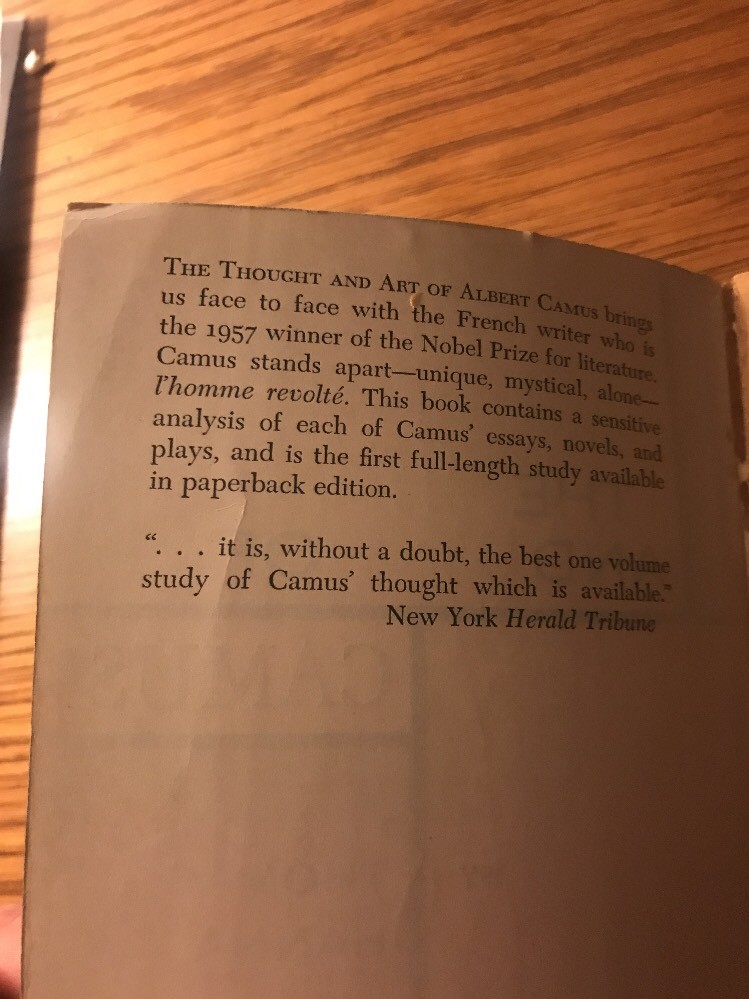 THE THOUGHT AND ART OF ALBERT CAMUS brings
us face to face with the French writer who is
the 1957 winner of the Nobel Prize for literature.
Camus stands apart—unique, mystical, alone—
l'homme revolté. This book contains a sensitive
analysis of each of Camus' essays, novels, and
plays, and is the first full-length study available
in paperback edition.
“. . . it is, without a doubt, the best one volume
study of Camus' thought which is available.”
New York Herald Tribune
CAMUS